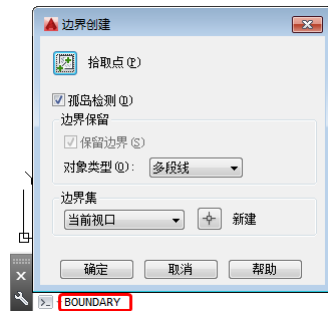 边界创建
拾取点(P)
孤岛检测(D)
边界保留
保留边界(S)
对象类型(O): 多段线
边界集
当前视口 新建
确定 取消 帮助
BOUNDARY